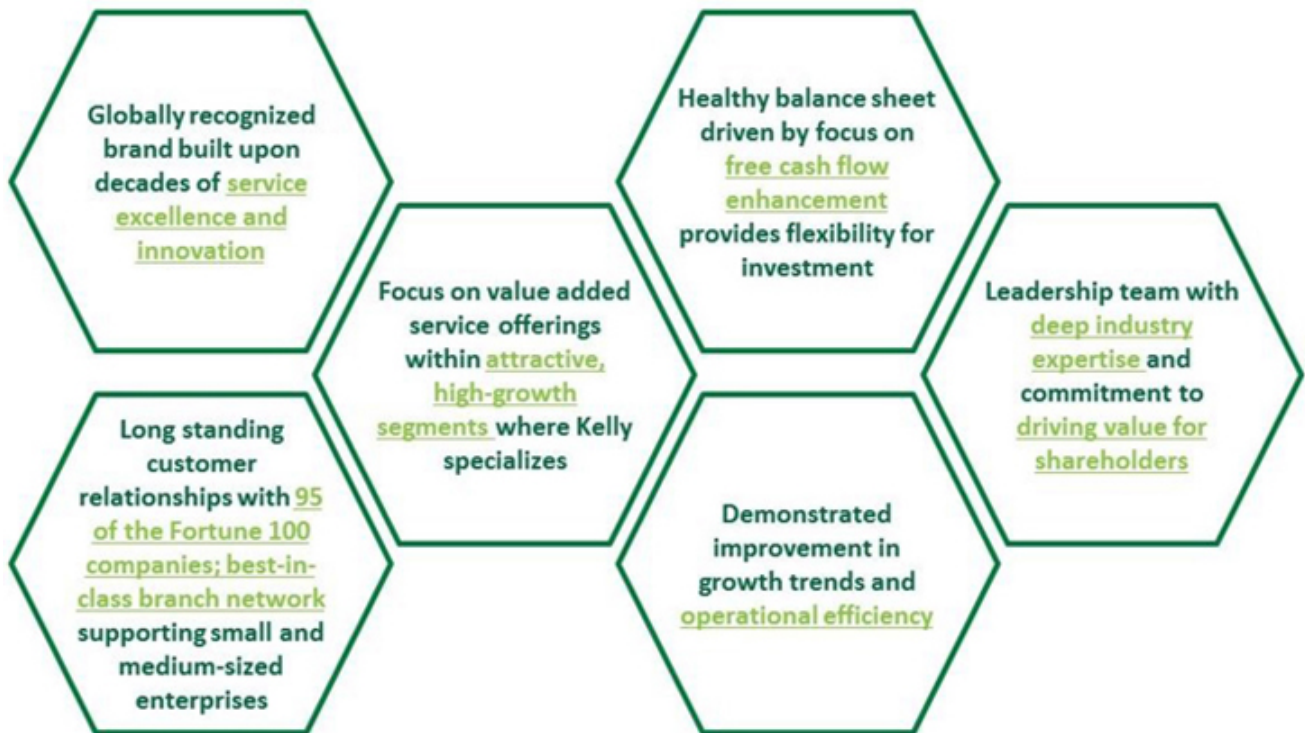 Globally recognized
brand built upon
decades of service
excellence and
innovation
Long standing
customer
relationships with 95
of the Fortune 100
companies; best-in-
class branch network
supporting small and
medium-sized
enterprises
Focus on value added
service offerings
within attractive,
high-growth
segments where Kelly
specializes
Healthy balance sheet
driven by focus on
free cash flow
enhancement
provides flexibility for
investment
Demonstrated
improvement in
growth trends and
operational efficiency
Leadership team with
deep industry
expertise and
commitment to
driving value for
shareholders